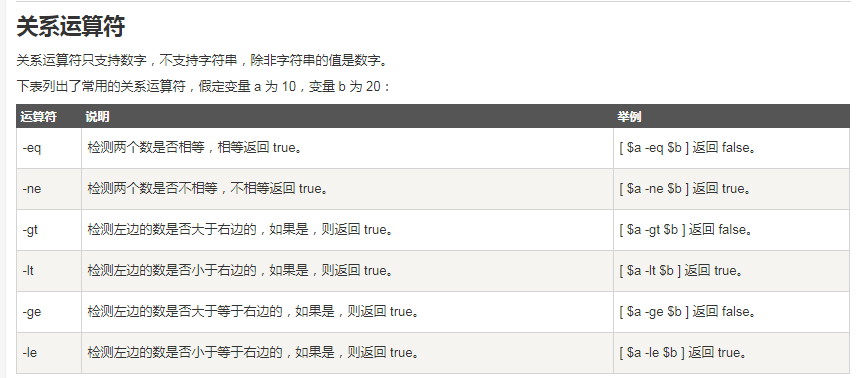 关系运算符
关系运算符只支持数字，不支持字符串，除非字符串的值是数字。
下表列出了常用的关系运算符，假定变量 a 为 10，变量 b 为 20：
运算符 说明 举例
-eq 检测两个数是否相等，相等返回 true。 [ $a -eq $b ] 返回 false。
-ne 检测两个数是否不相等，不相等返回 true。 [ $a -ne $b ] 返回 true。
-gt 检测左边的数是否大于右边的，如果是，则返回 true。 [ $a -gt $b ] 返回 false。
-lt 检测左边的数是否小于右边的，如果是，则返回 true。 [ $a -lt $b ] 返回 true。
-ge 检测左边的数是否大于等于右边的，如果是，则返回 true。 [ $a -ge $b ] 返回 false。
-le 检测左边的数是否小于等于右边的，如果是，则返回 true。 [ $a -le $b ] 返回 true。